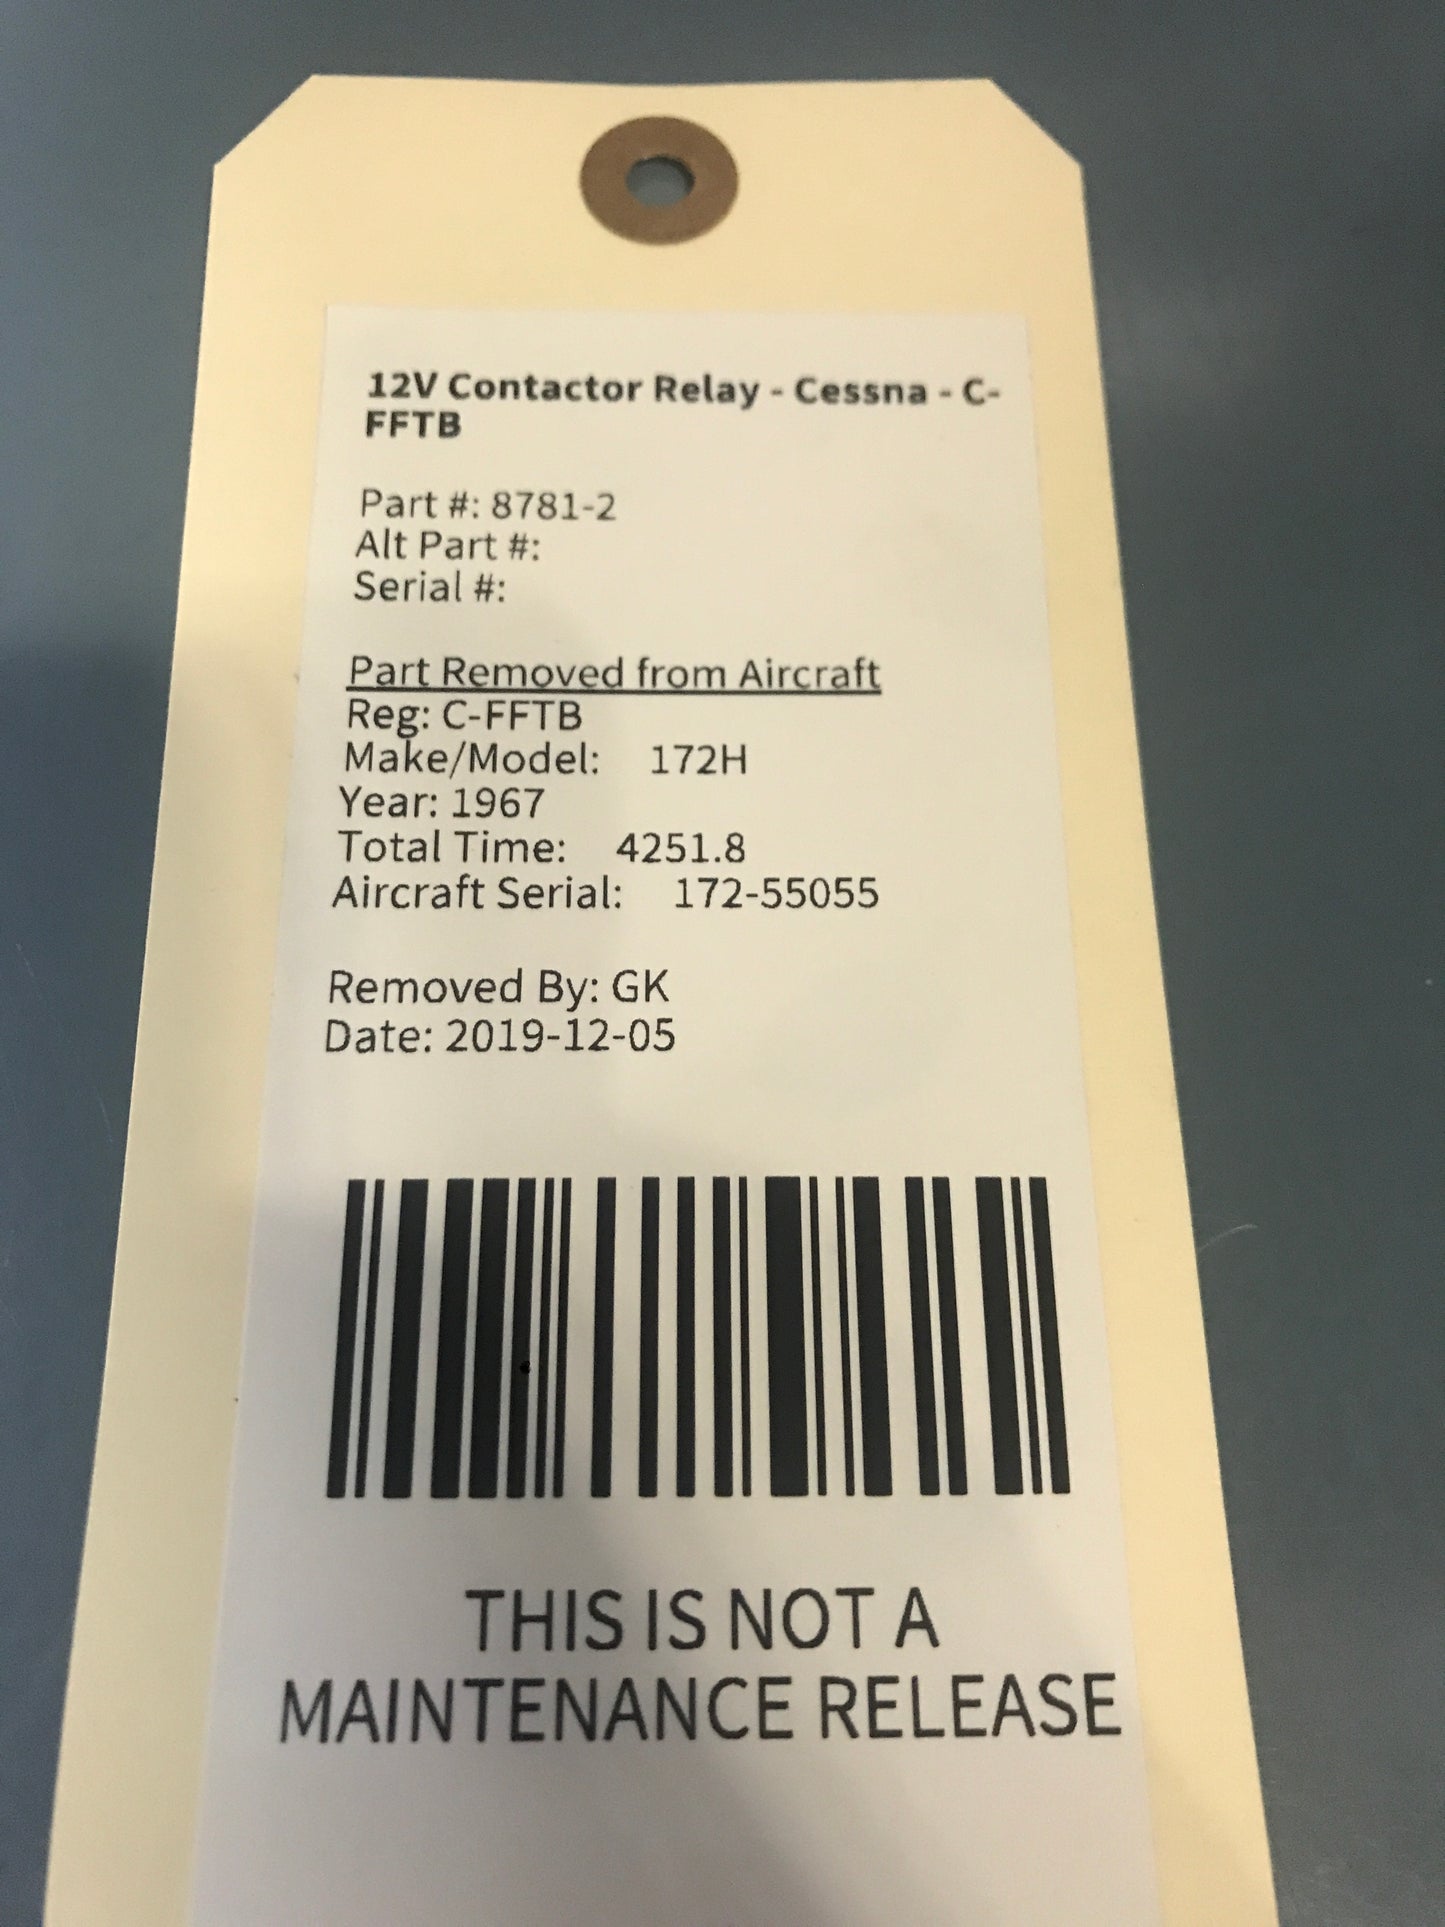 12V Contactor Relay - Cessna - C-
FFTB
Part #: 8781-2
Alt Part #:
Serial #:
Part Removed from Aircraft
Reg: C-FFTB
Make/Model: 172H
Year: 1967
Total Time: 4251.8
Aircraft Serial: 172-55055
Removed By: GK
Date: 2019-12-05
THIS IS NOT A
MAINTENANCE RELEASE